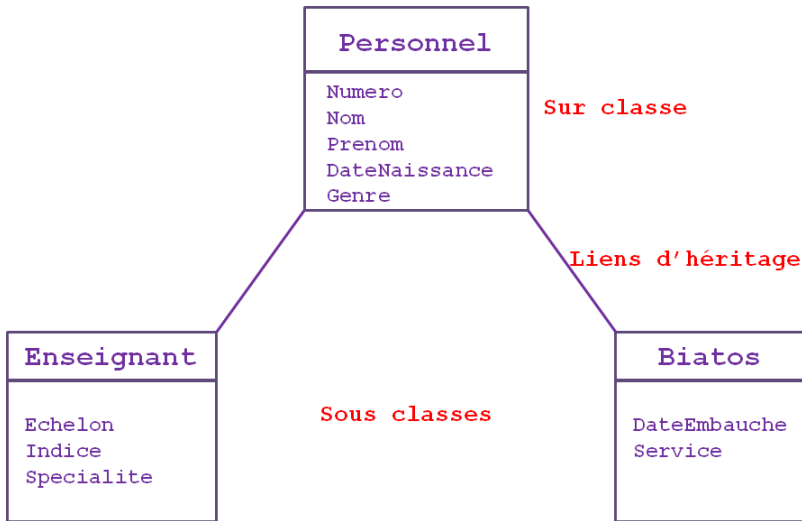 Personnel
Numero
Nom
Prenom
DateNaissance
Genre
Sur classe
Liens d'héritage
Enseignant
Echelon
Indice
Specialite
Sous classes
Biatos
DateEmbauche
Service